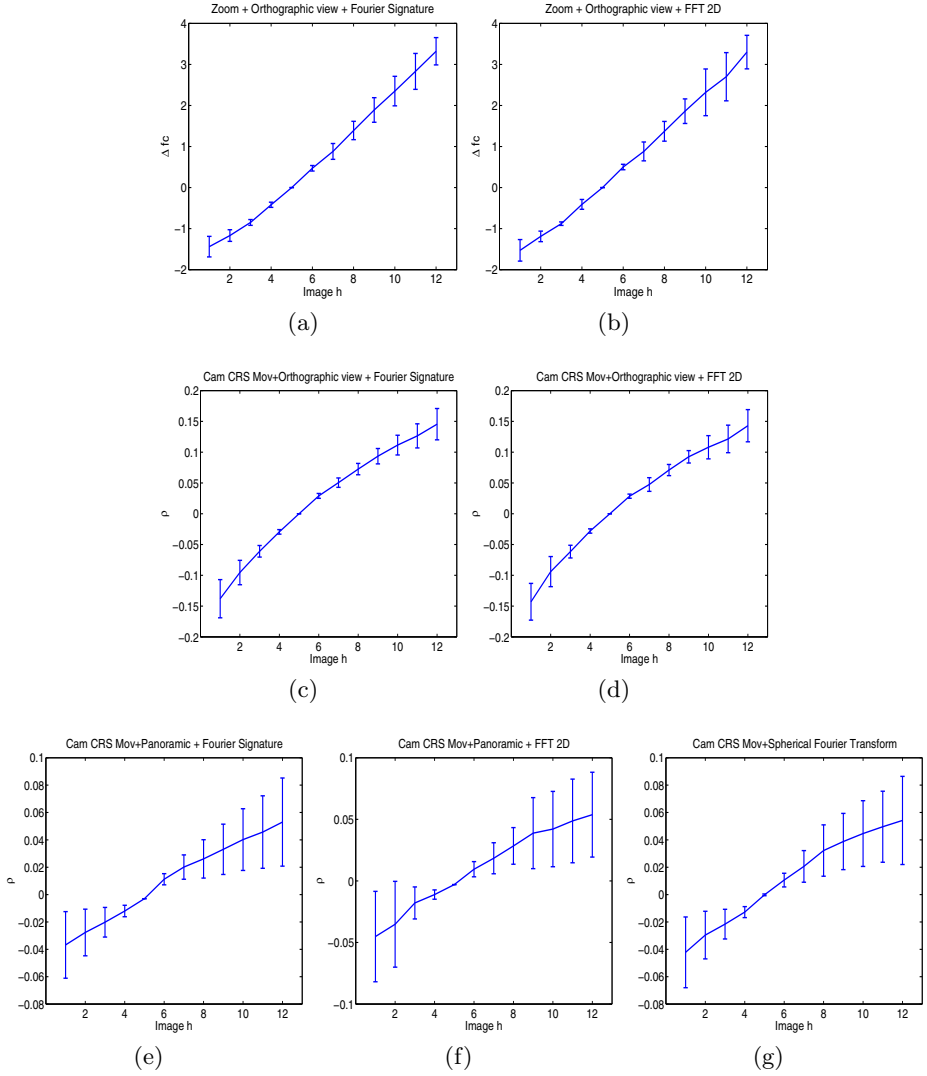 Zoom + Orthographic view + Fourier Signature
Zoom + Orthographic view + FFT 2D
4
3
2
1
0
−1
−2
Δ fc
2 4 6 8 10 12
Image h
4
3
2
1
0
−1
−2
Δ fc
2 4 6 8 10 12
Image h
(a)
(b)
Cam CRS Mov+Orthographic view + Fourier Signature
Cam CRS Mov+Orthographic view + FFT 2D
0.2
0.15
0.1
0.05
0
−0.05
−0.1
−0.15
−0.2
ρ
2 4 6 8 10 12
Image h
0.2
0.15
0.1
0.05
0
−0.05
−0.1
−0.15
−0.2
ρ
2 4 6 8 10 12
Image h
(c)
(d)
Cam CRS Mov+Panoramic + Fourier Signature
Cam CRS Mov+Panoramic + FFT 2D
Cam CRS Mov+Spherical Fourier Transform
0.1
0.08
0.06
0.04
0.02
0
−0.02
−0.04
−0.06
−0.08
ρ
2 4 6 8 10 12
Image h
0.1
0.05
0
−0.05
−0.1
ρ
2 4 6 8 10 12
Image h
0.1
0.08
0.06
0.04
0.02
0
−0.02
−0.04
−0.06
−0.08
ρ
2 4 6 8 10 12
Image h
(e)
(f)
(g)